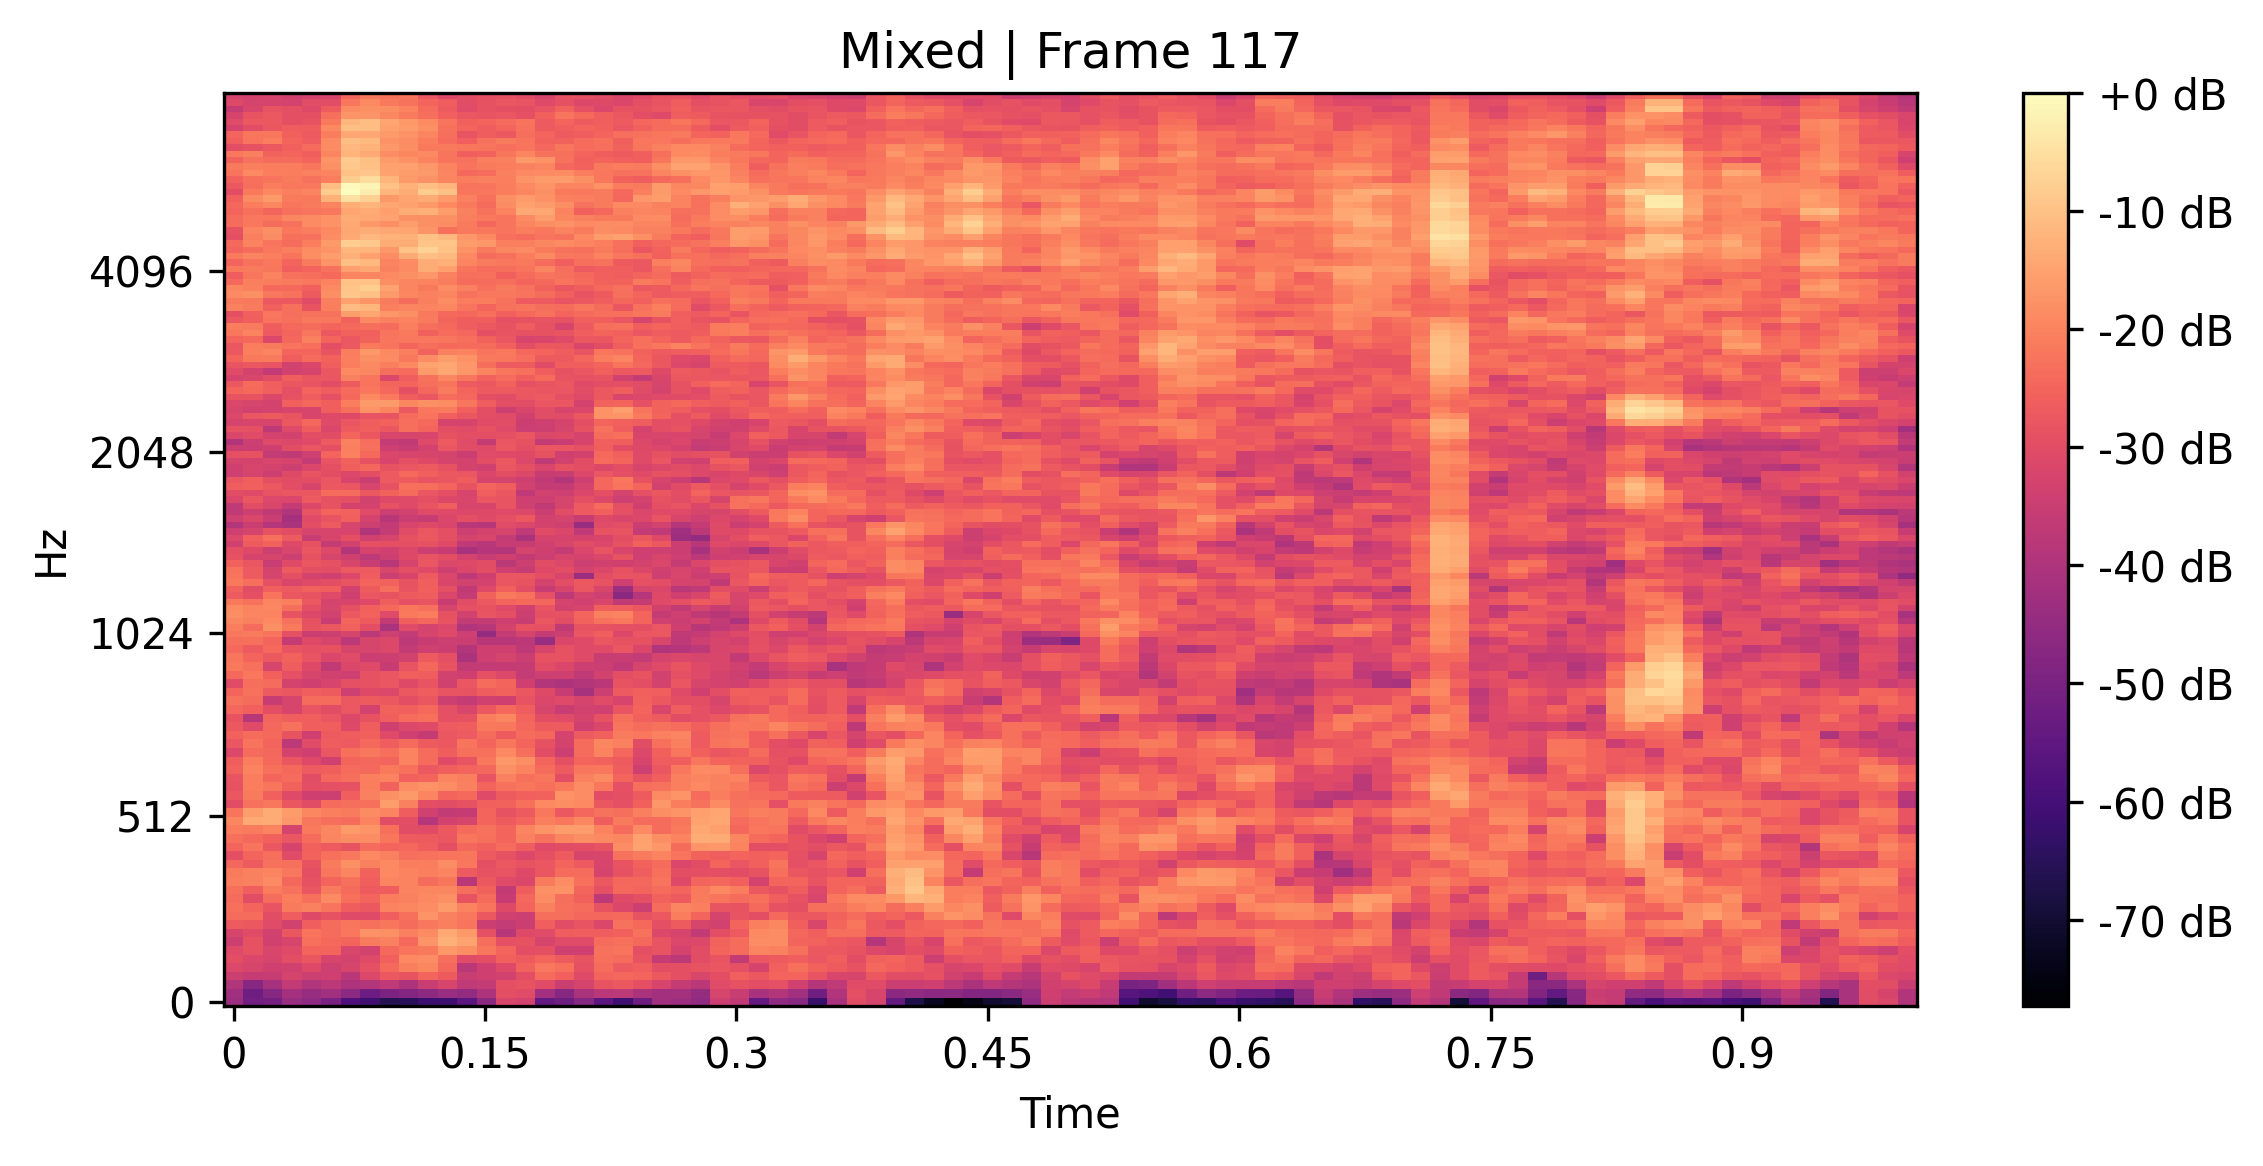 Mixed | Frame 117
+0 dB
-10 dB
-20 dB
-30 dB
-40 dB
-50 dB
-60 dB
-70 dB
Hz
4096
2048
1024
512
0
0 0.15 0.3 0.45 0.6 0.75 0.9
Time